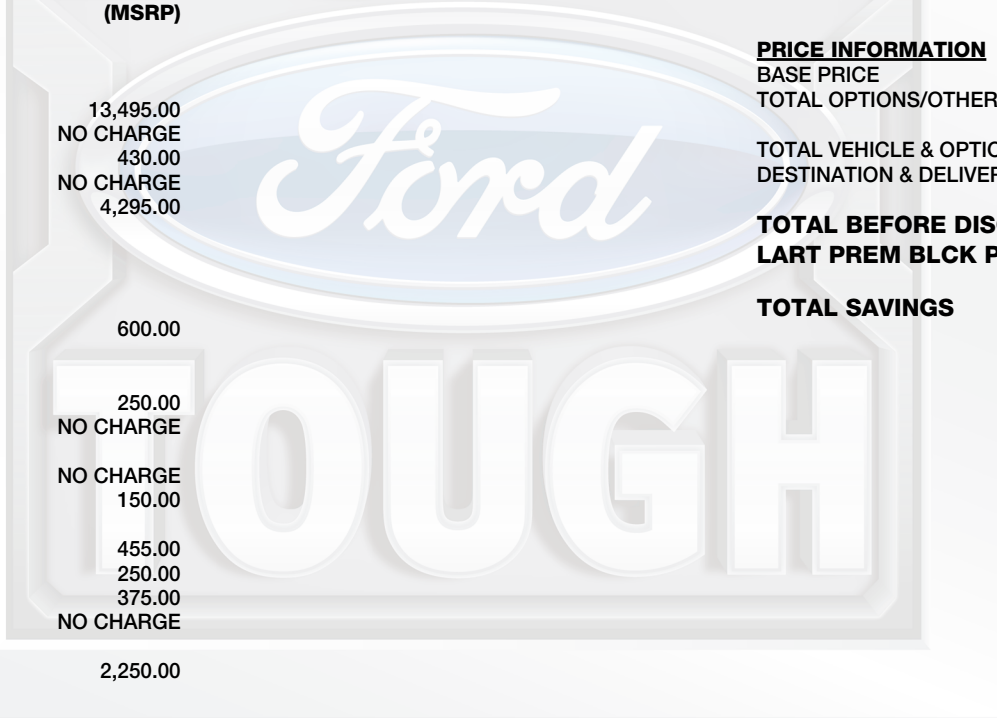 (MSRP)
13,495.00
NO CHARGE
430.00
NO CHARGE
4,295.00
600.00
250.00
NO CHARGE
NO CHARGE
150.00
455.00
250.00
375.00
NO CHARGE
2,250.00
Ford
TOUGH
PRICE INFORMATION
BASE PRICE
TOTAL OPTIONS/OTHER
TOTAL VEHICLE & OPTIO
DESTINATION & DELIVER
TOTAL BEFORE DIS
LART PREM BLCK P
TOTAL SAVINGS